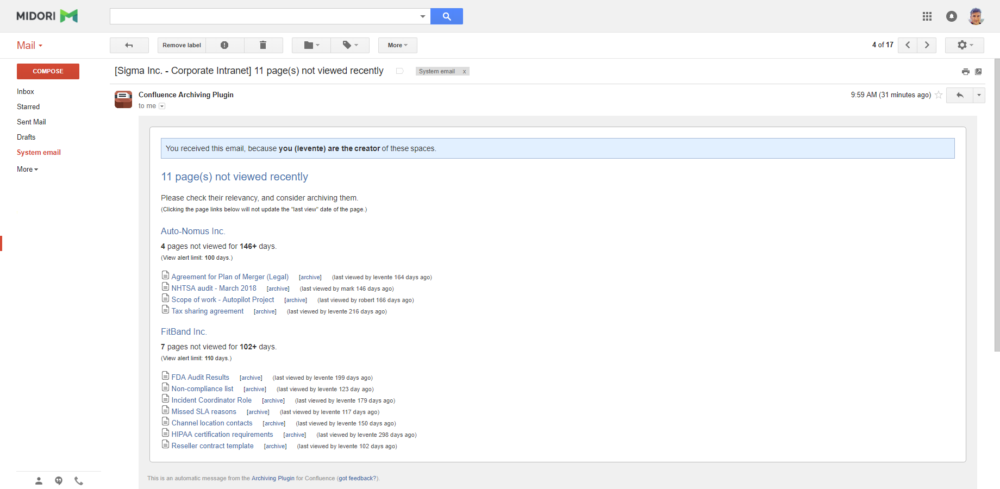 MIDORI
Mail
Remove label
More
4 of 17
COMPOSE
Inbox
Starred
Sent Mail
Drafts
System email
More
[Sigma Inc. - Corporate Intranet] 11 page(s) not viewed recently
System email x
Confluence Archiving Plugin
to me
9:59 AM (31 minutes ago)
You received this email, because you (levente) are the creator of these spaces.
11 page(s) not viewed recently
Please check their relevancy, and consider archiving them.
(Clicking the page links below will not update the "last view" date of the page.)
Auto-Nomus Inc.
4 pages not viewed for 146+ days.
(View alert limit: 100 days.)
Agreement for Plan of Merger (Legal) [archive] (last viewed by levente 164 days ago)
NHTSA audit - March 2018 [archive] (last viewed by mark 146 days ago)
Scope of work - Autopilot Project [archive] (last viewed by robert 166 days ago)
Tax sharing agreement [archive] (last viewed by levente 216 days ago)
FitBand Inc.
7 pages not viewed for 102+ days.
(View alert limit: 110 days.)
FDA Audit Results [archive] (last viewed by levente 199 days ago)
Non-compliance list [archive] (last viewed by levente 123 day ago)
Incident Coordinator Role [archive] (last viewed by levente 179 days ago)
Missed SLA reasons [archive] (last viewed by levente 117 days ago)
Channel location contacts [archive] (last viewed by levente 150 days ago)
HIPAA certification requirements [archive] (last viewed by levente 298 days ago)
Reseller contract template [archive] (last viewed by levente 102 days ago)
This is an automatic message from the Archiving Plugin for Confluence (got feedback?).